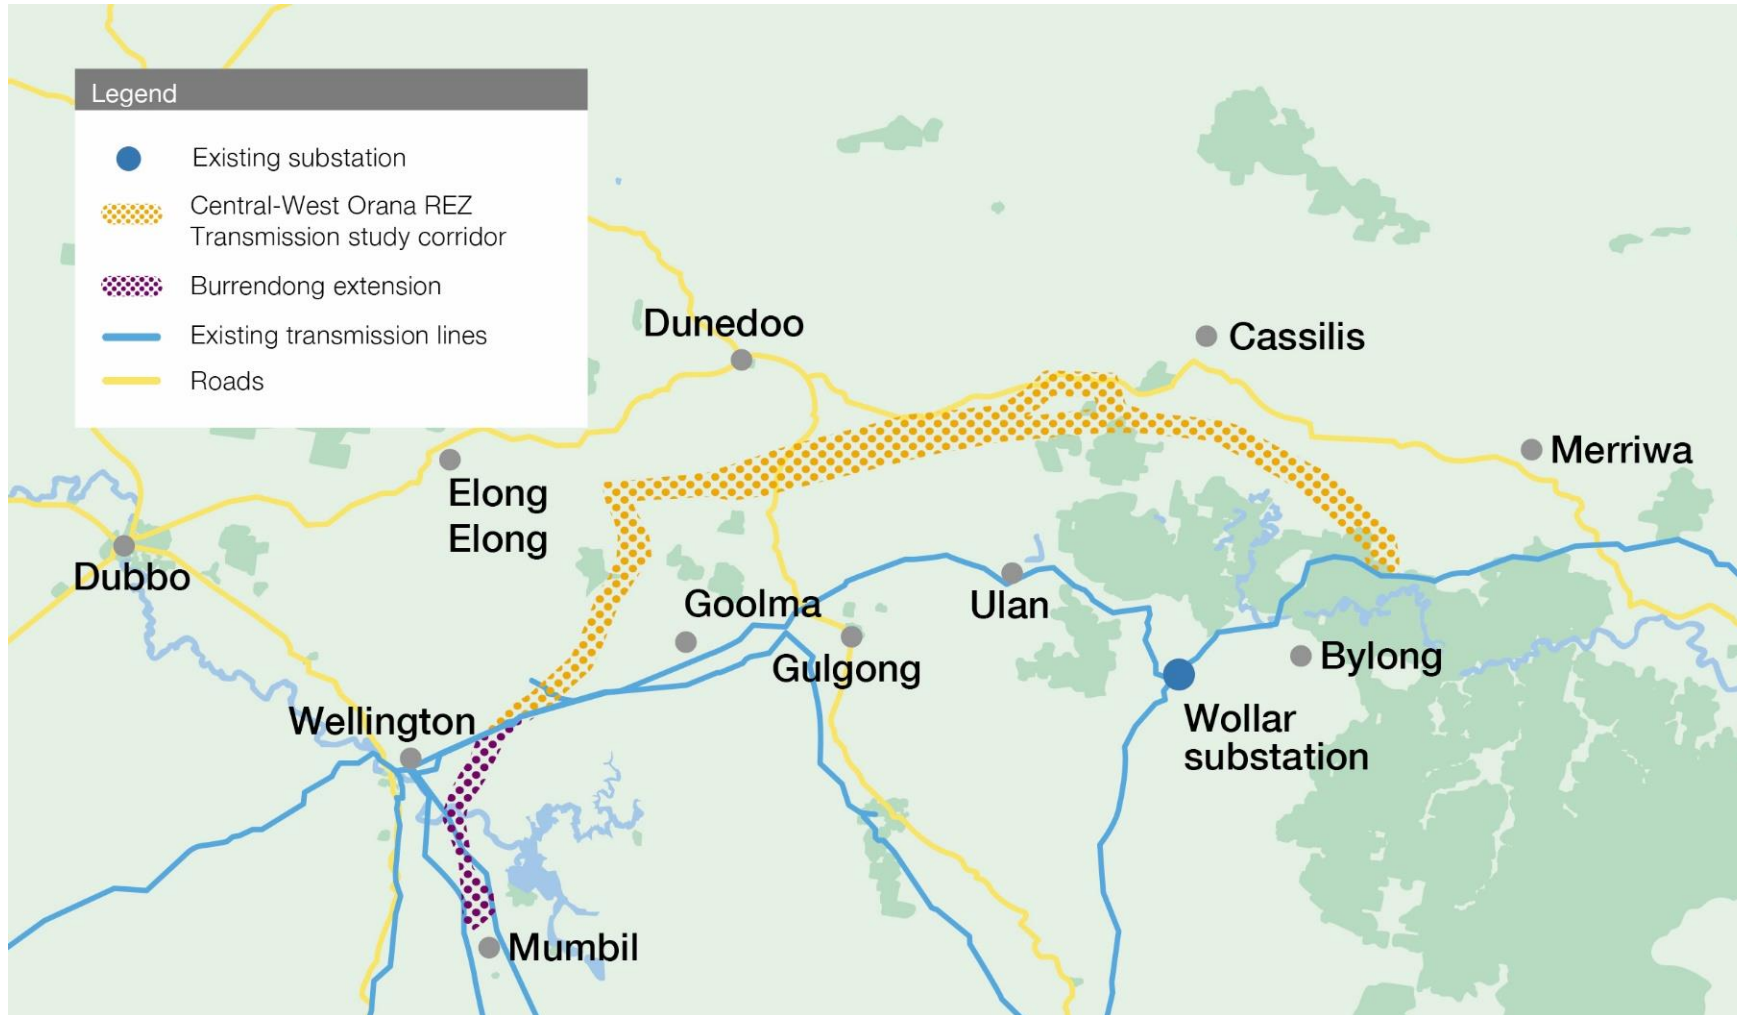 Legend
Existing substation
Central-West Orana REZ
Transmission study corridor
Burrendong extension
Existing transmission lines
Roads
Dunedoo
Cassilis
Merriwa
Elong
Elong
Dubbo
Goolma
Ulan
Gulgong
Bylong
Wellington
Wollar
substation
Mumbil